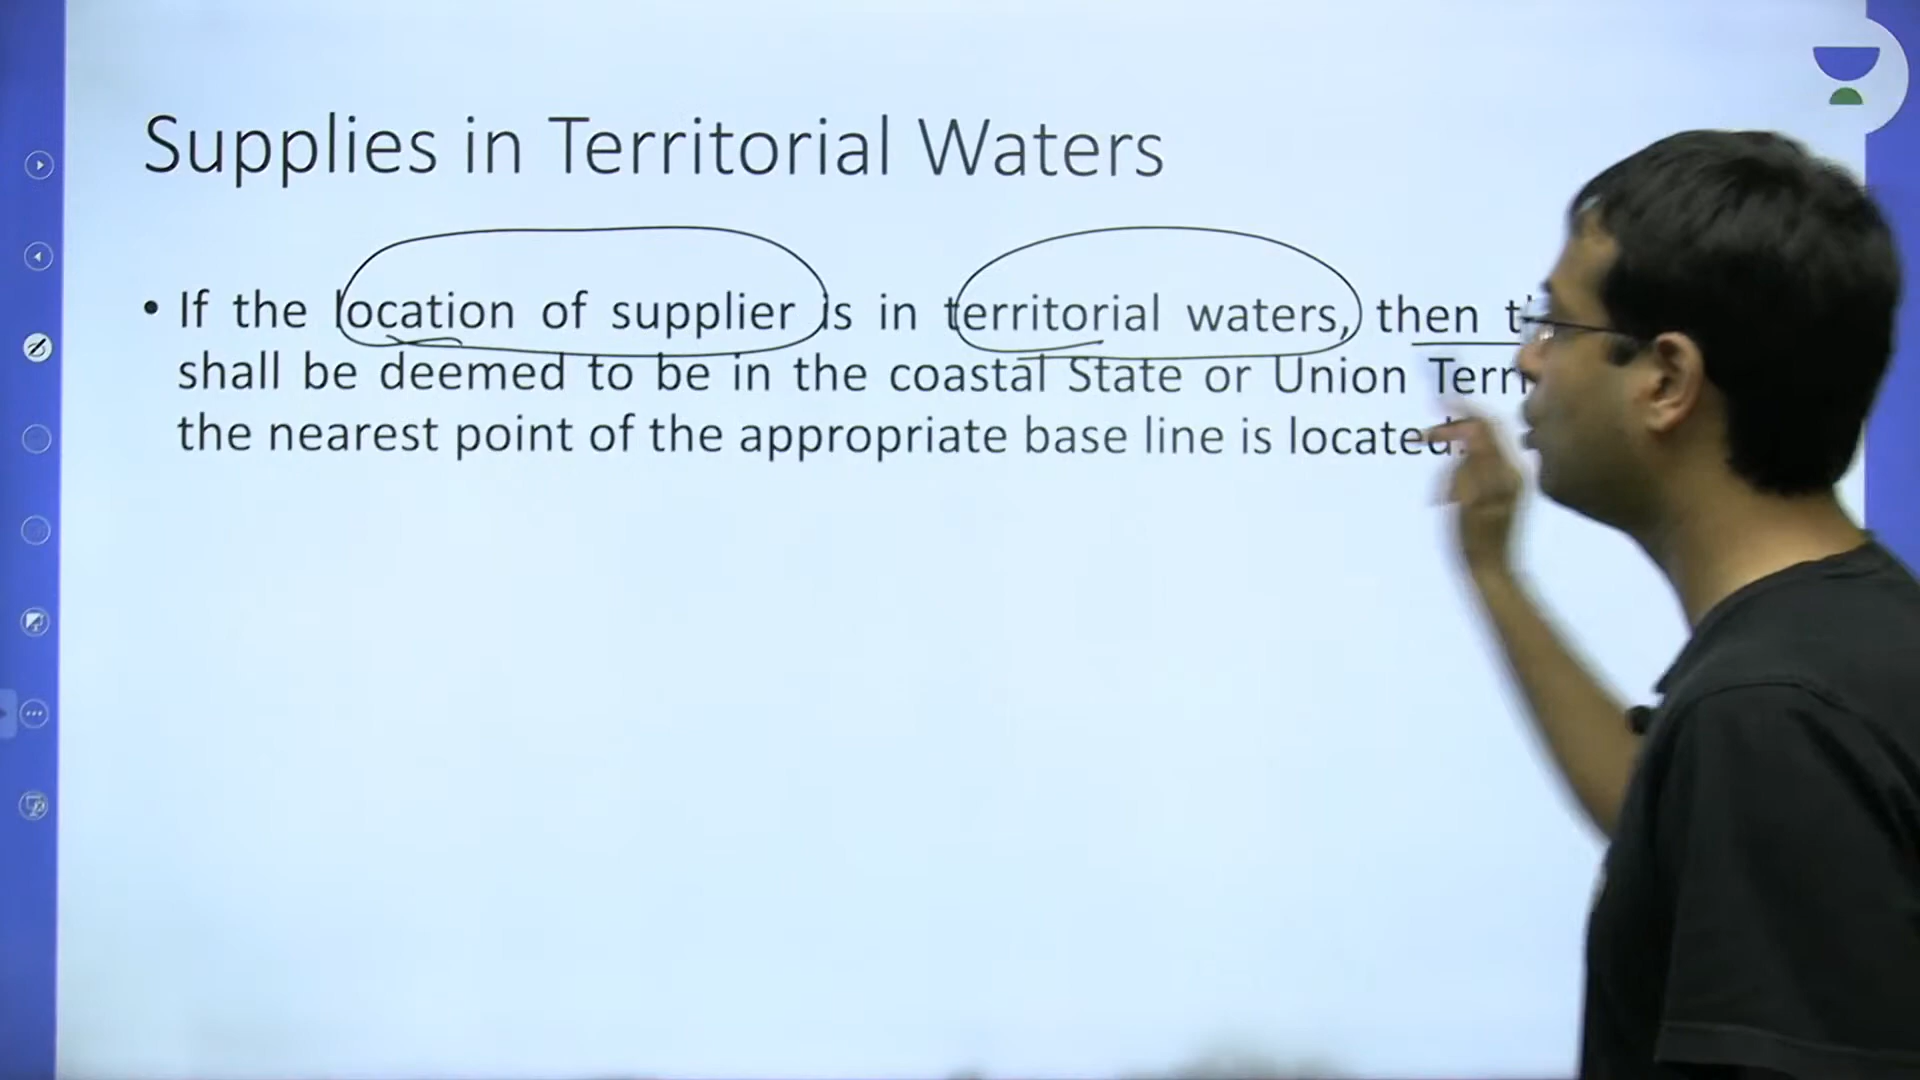 Supplies in Territorial Waters
• If the location of supplier is in territorial waters, then
shall be deemed to be in the coastal State or Union
the nearest point of the appropriate base line is located.